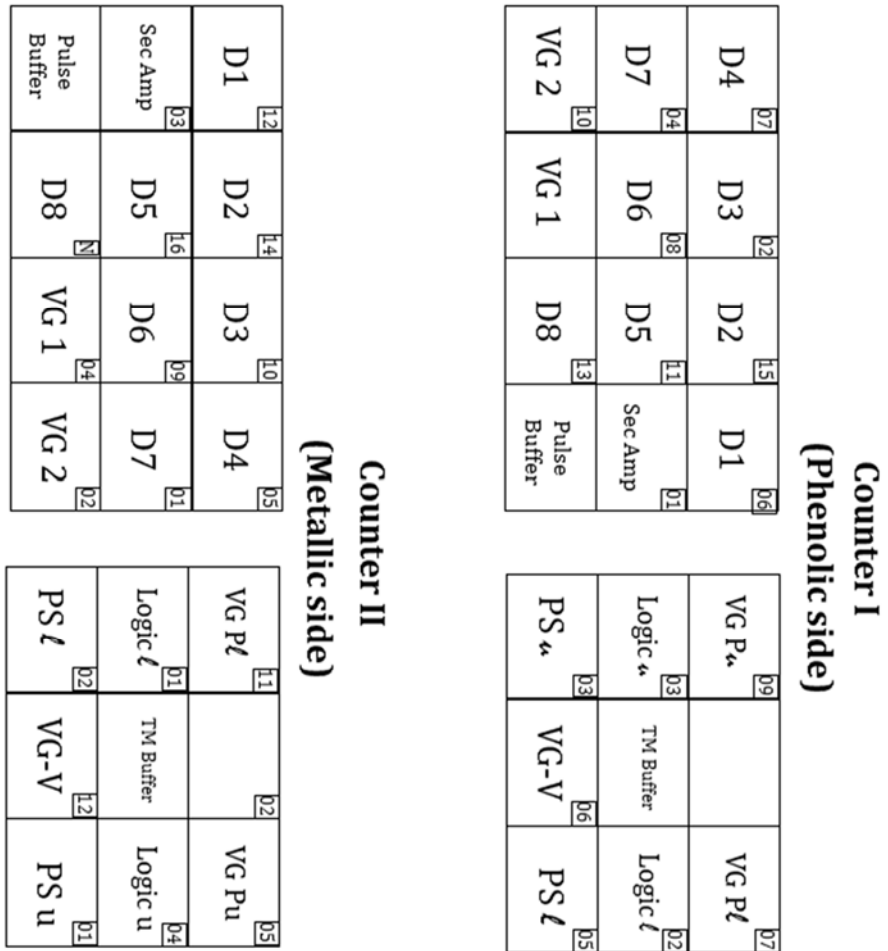 Counter I
(Phenolic side)
D4 07
D3 02
D2 15
D1 06
D7 04
D6 08
D5 11
Sec Amp 01
VG 2 10
VG 1
D8 13
Pulse
Buffer
VG Pu 09
VG Pℓ 07
Logic u 03
TM Buffer
Logic ℓ 02
PS u 03
VG-V 06
PS ℓ 05
Counter II
(Metallic side)
D1 12
D2 14
D3 10
D4 05
Sec Amp 03
D5 16
D6 09
D7 01
Pulse
Buffer
D8 N
VG 1 04
VG 2 02
VG Pℓ 11
02
VG Pu 05
Logic ℓ 01
TM Buffer
Logic u 04
PS ℓ 02
VG-V 12
PS u 01